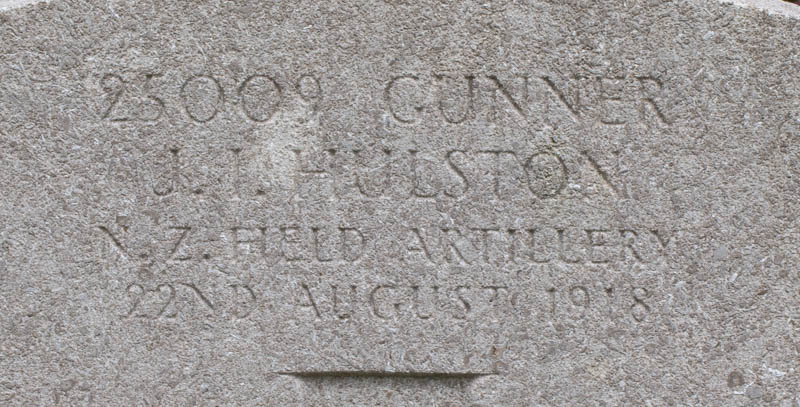 25009 GUNNER
J. I. HULSTON
N. Z. FIELD ARTILLERY
22ND AUGUST 1918